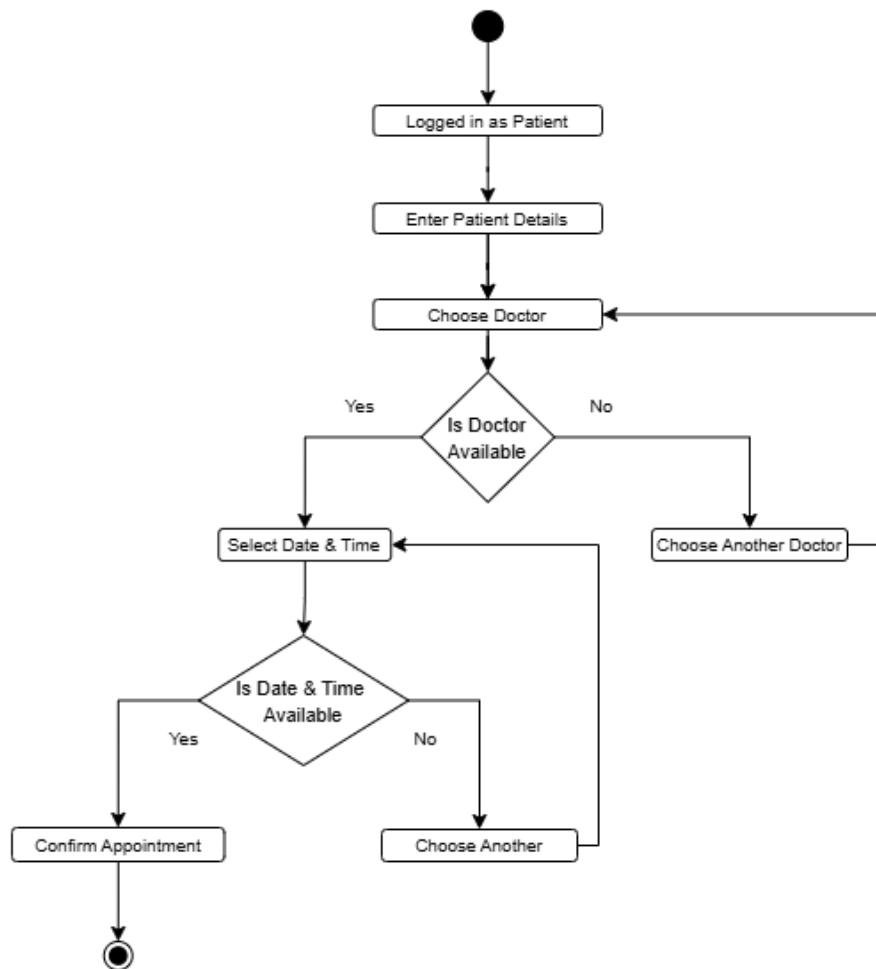 Logged in as Patient
Enter Patient Details
Choose Doctor
Yes
No
Is Doctor
Available
Select Date & Time
Choose Another Doctor
Is Date & Time
Available
Yes
No
Confirm Appointment
Choose Another